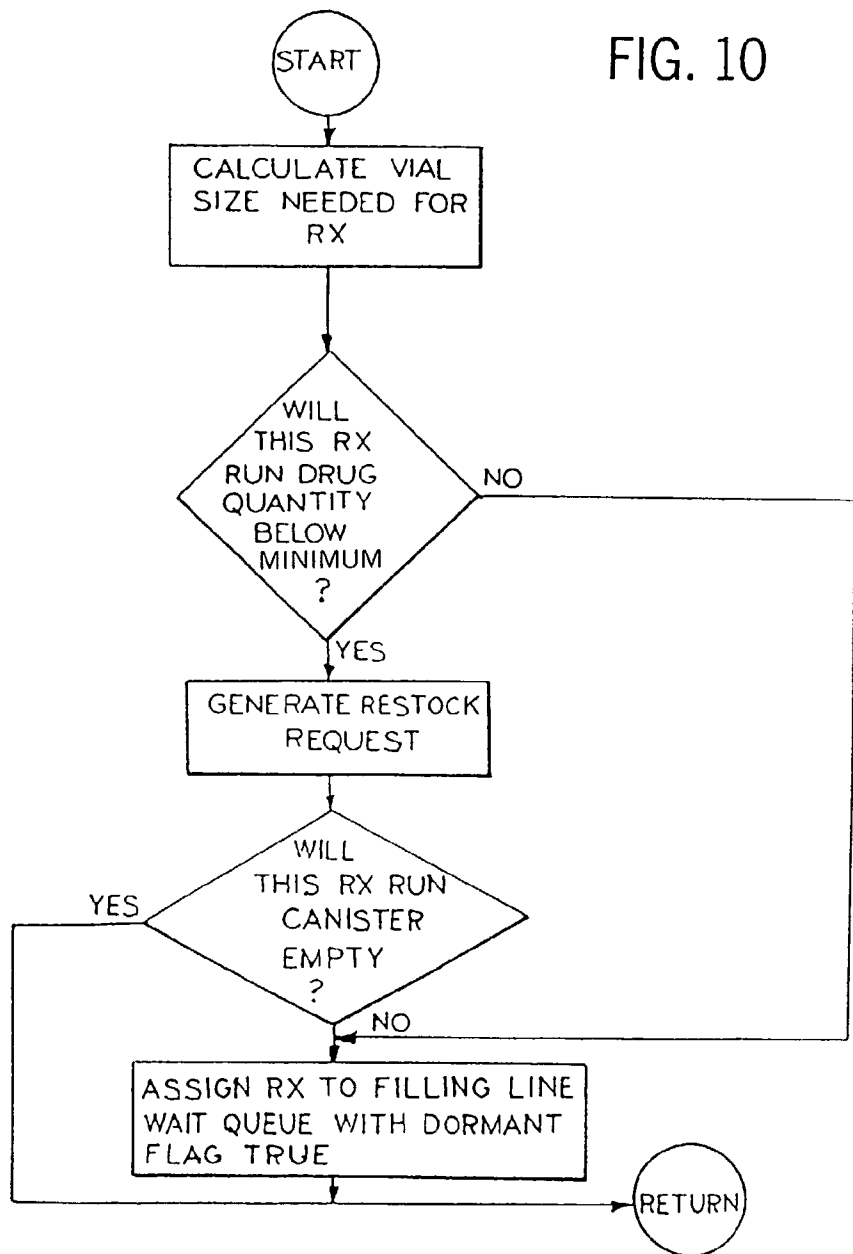 FIG. 10
START
CALCULATE VIAL
SIZE NEEDED FOR
RX
WILL
THIS RX
RUN DRUG
QUANTITY
BELOW
MINIMUM
?
NO
YES
GENERATE RESTOCK
REQUEST
WILL
THIS RX RUN
CANISTER
EMPTY
?
YES
NO
ASSIGN RX TO FILLING LINE
WAIT QUEUE WITH DORMANT
FLAG TRUE
RETURN